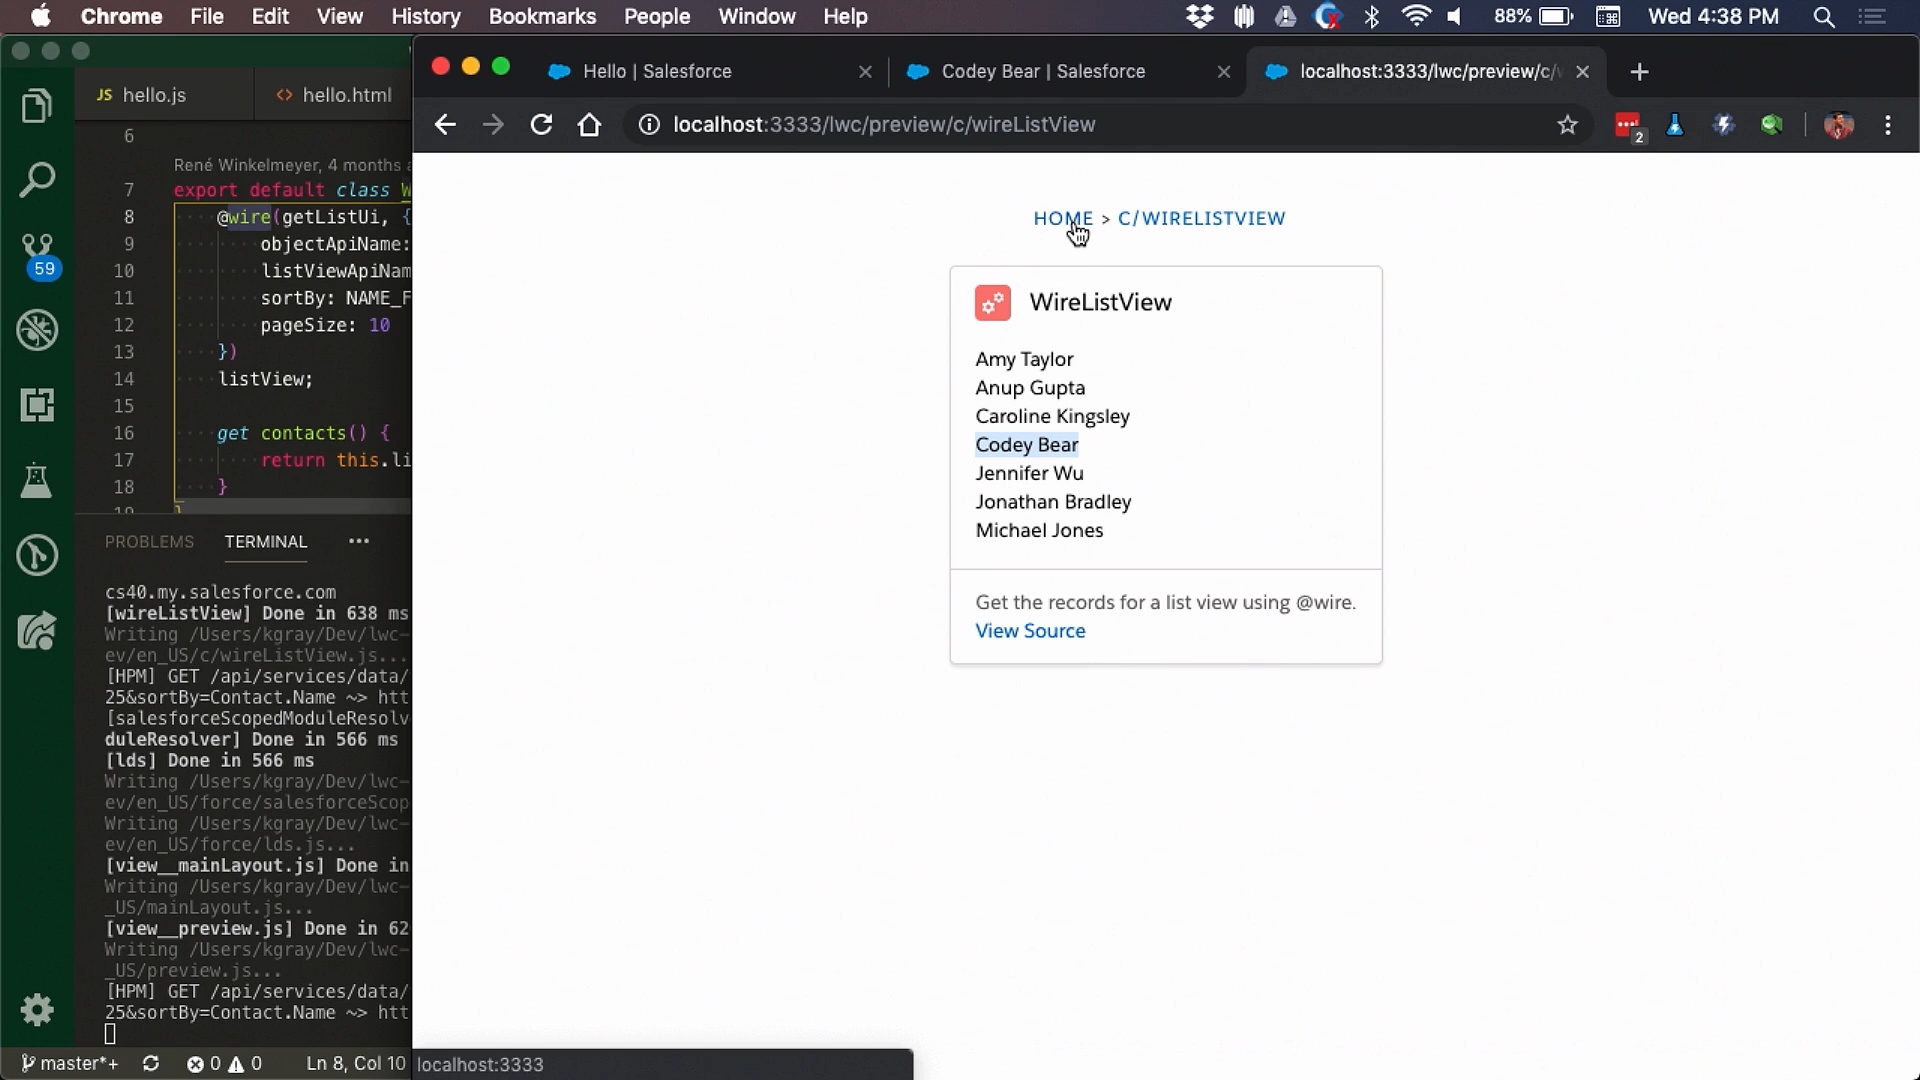 Chrome File Edit View History Bookmarks People Window Help 88% Wed 4:38 PM
JS hello.js <> hello.html
Hello | Salesforce
Codey Bear | Salesforce
localhost:3333/lwc/preview/c/
localhost:3333/lwc/preview/c/wireListView
2
59
6
René Winkelmeyer, 4 months
7 export default class W
8 @wire(getListUi, {
9 objectApiName:
10 listViewApiNam
11 sortBy: NAME_F
12 pageSize: 10
13 })
14 listView;
15
16 get contacts() {
17 return this.li
18 }
19 }
PROBLEMS TERMINAL ...
cs40.my.salesforce.com
[wireListView] Done in 638 ms
Writing /Users/kgray/Dev/lwc-
ev/en_US/c/wireListView.js...
[HPM] GET /api/services/data/
25&sortBy=Contact.Name ~> htt
[salesforceScopedModuleResolv
duleResolver] Done in 566 ms
[lds] Done in 566 ms
Writing /Users/kgray/Dev/lwc-
ev/en_US/force/salesforceScop
Writing /Users/kgray/Dev/lwc-
ev/en_US/force/lds.js...
[view__mainLayout.js] Done in
Writing /Users/kgray/Dev/lwc-
_US/mainLayout.js...
[view__preview.js] Done in 62
Writing /Users/kgray/Dev/lwc-
_US/preview.js...
[HPM] GET /api/services/data/
25&sortBy=Contact.Name ~> htt
master*+ 0 0 Ln 8, Col 10
HOME > C/WIRELISTVIEW
WireListView
Amy Taylor
Anup Gupta
Caroline Kingsley
Codey Bear
Jennifer Wu
Jonathan Bradley
Michael Jones
Get the records for a list view using @wire.
View Source
localhost:3333